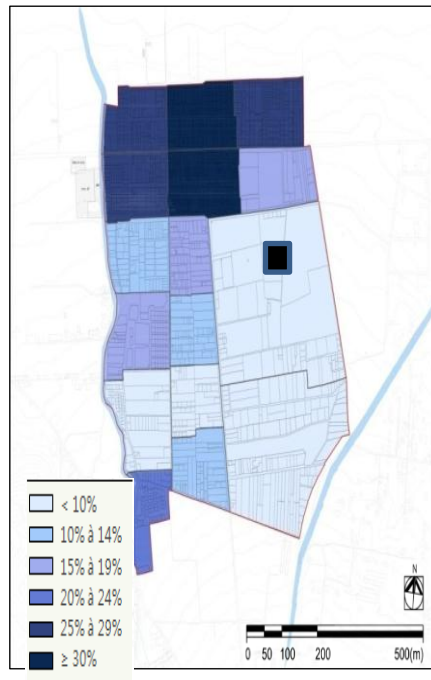 < 10%
10% à 14%
15% à 19%
20% à 24%
25% à 29%
≥ 30%
N
0 50 100 200 500(m)